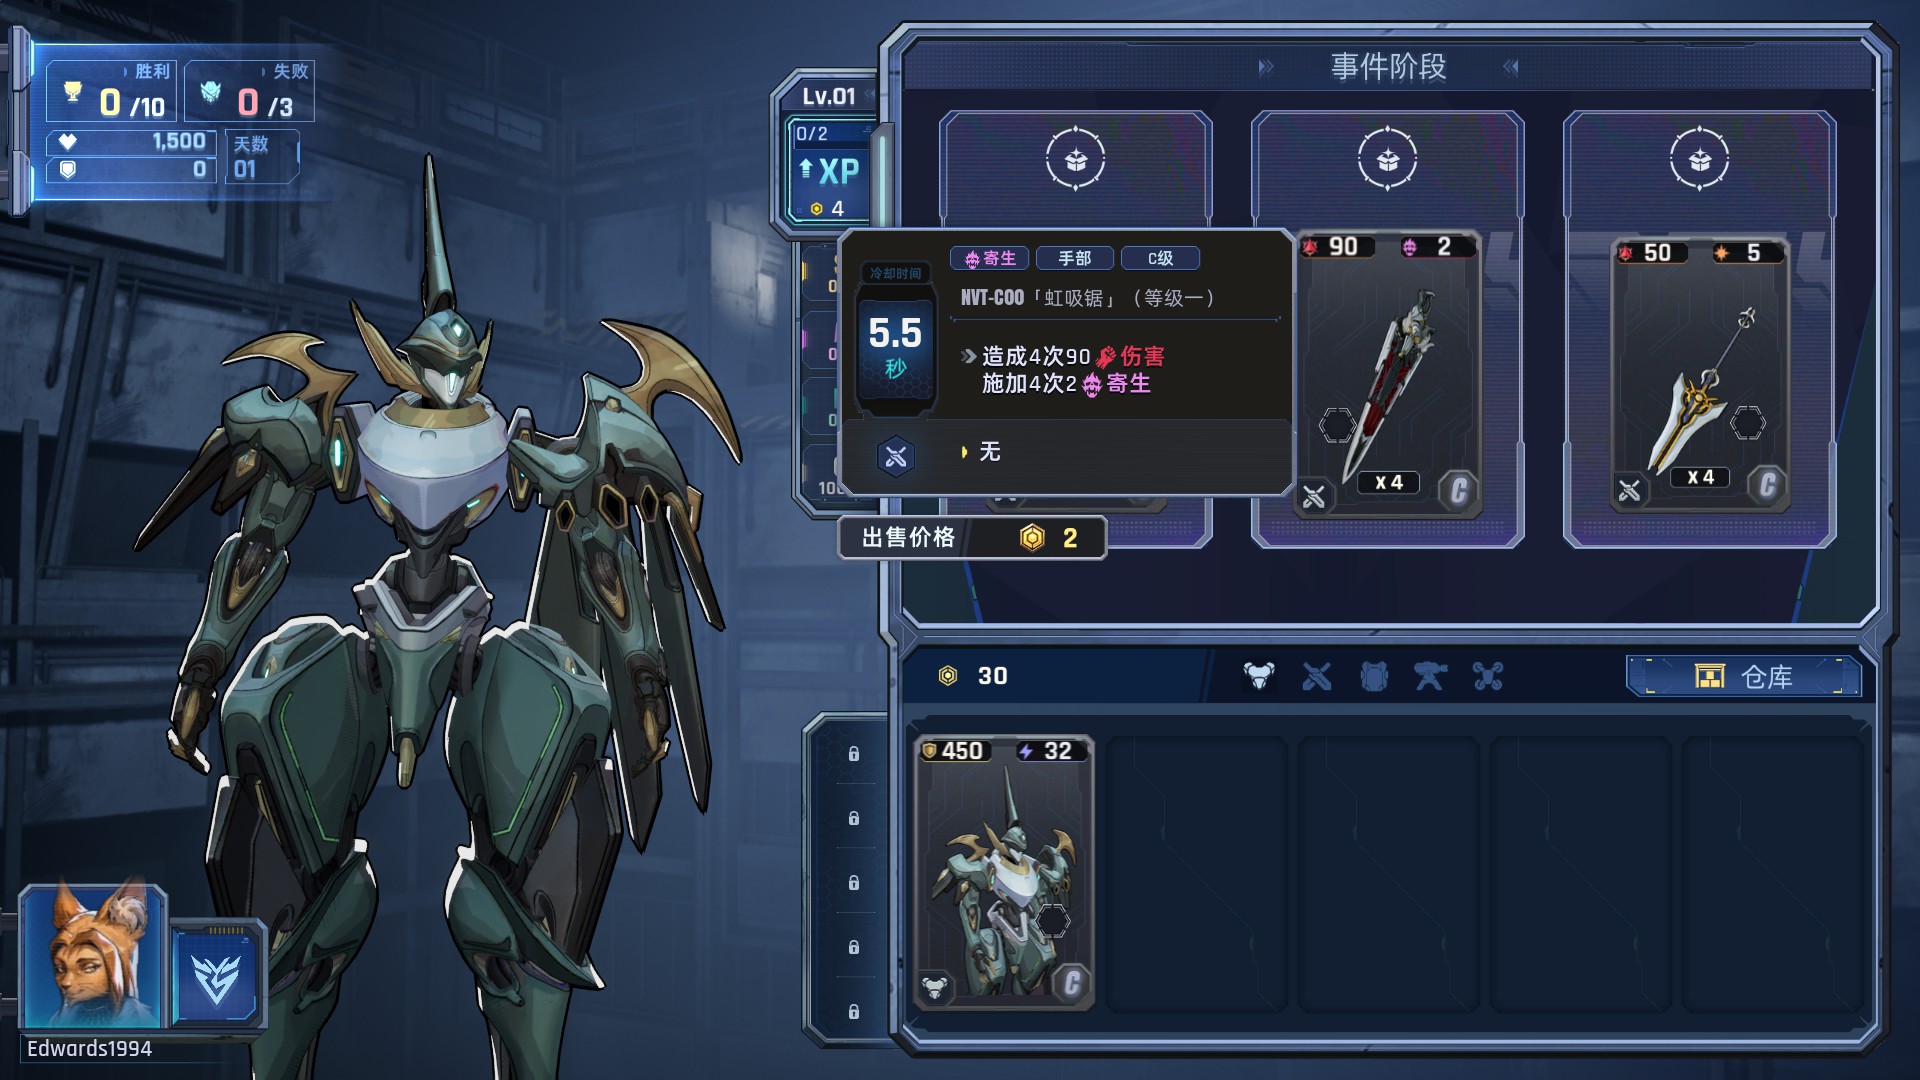 胜利
0/10
失败
0/3
1,500
0
天数
01
Lv.01
0/2
XP
4
事件阶段
寄生
手部
C级
冷却时间
5.5
秒
NVT-C00「虹吸锯」（等级一）
造成4次90伤害
施加4次2寄生
无
出售价格
2
90
2
x4
C
50
5
x4
C
30
仓库
450
32
C
Edwards1994